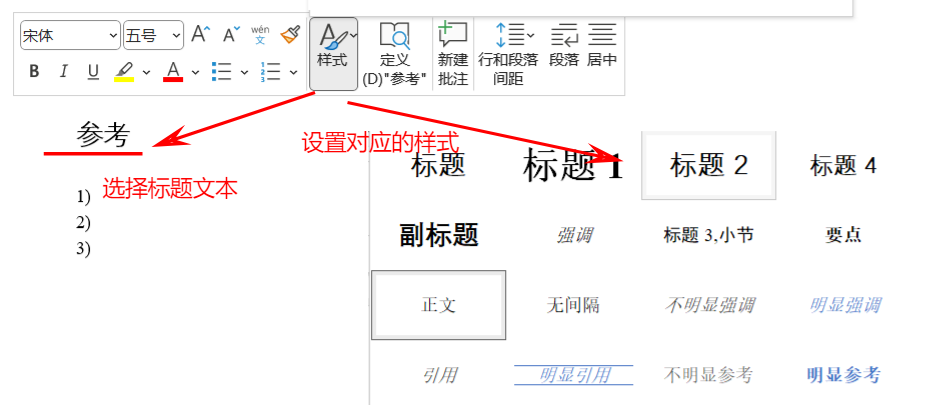 宋体 五号 A A wén 文
样式 定义 (D)"参考" 新建 批注 行和段落 间距 段落 居中
B I U A
参考
设置对应的样式
选择标题文本
1)
2)
3)
标题 标题 1 标题 2 标题 4
副标题 强调 标题 3,小节 要点
正文 无间隔 不明显强调 明显强调
引用 明显引用 不明显参考 明显参考